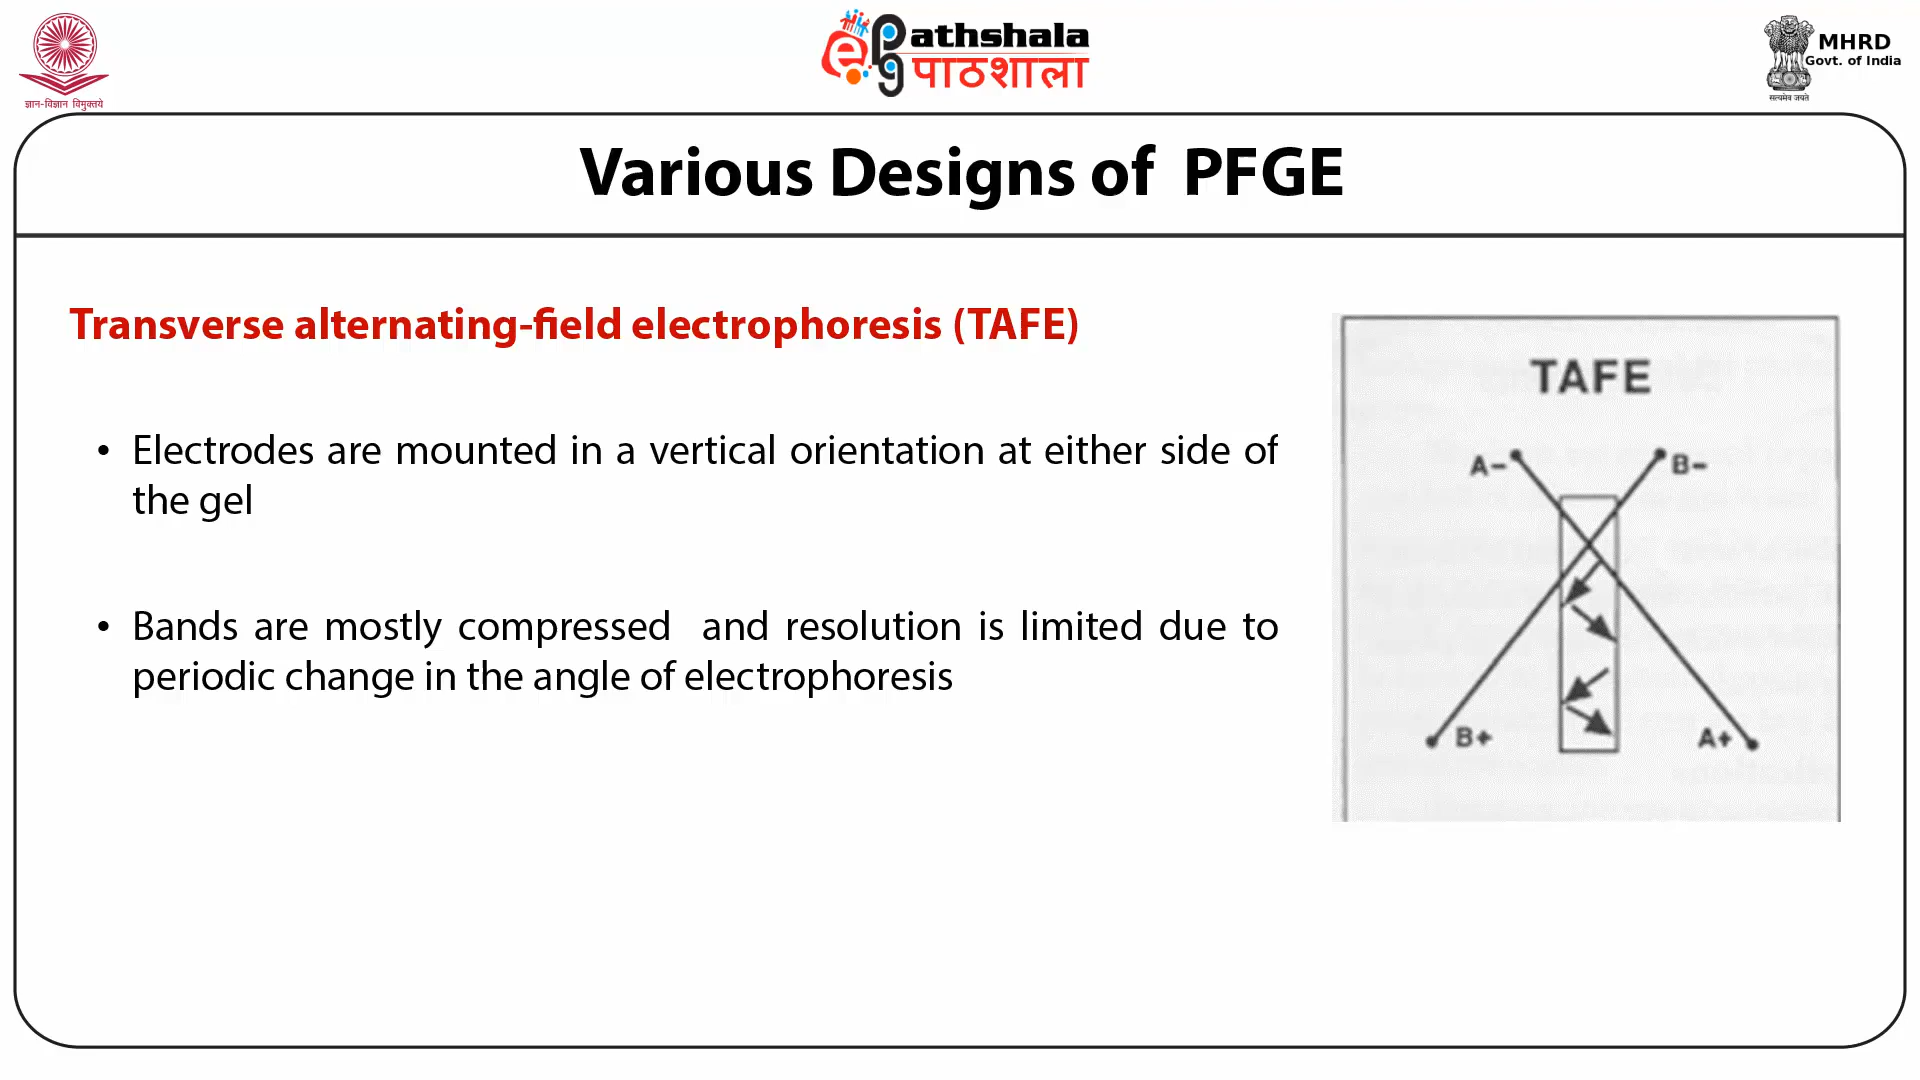 ज्ञान-विज्ञान विमुक्तये
ePathshala
पाठशाला
MHRD
Govt. of India
सत्यमेव जयते
Various Designs of PFGE
Transverse alternating-field electrophoresis (TAFE)
• Electrodes are mounted in a vertical orientation at either side of
the gel
• Bands are mostly compressed and resolution is limited due to
periodic change in the angle of electrophoresis
TAFE
A-
B-
B+
A+